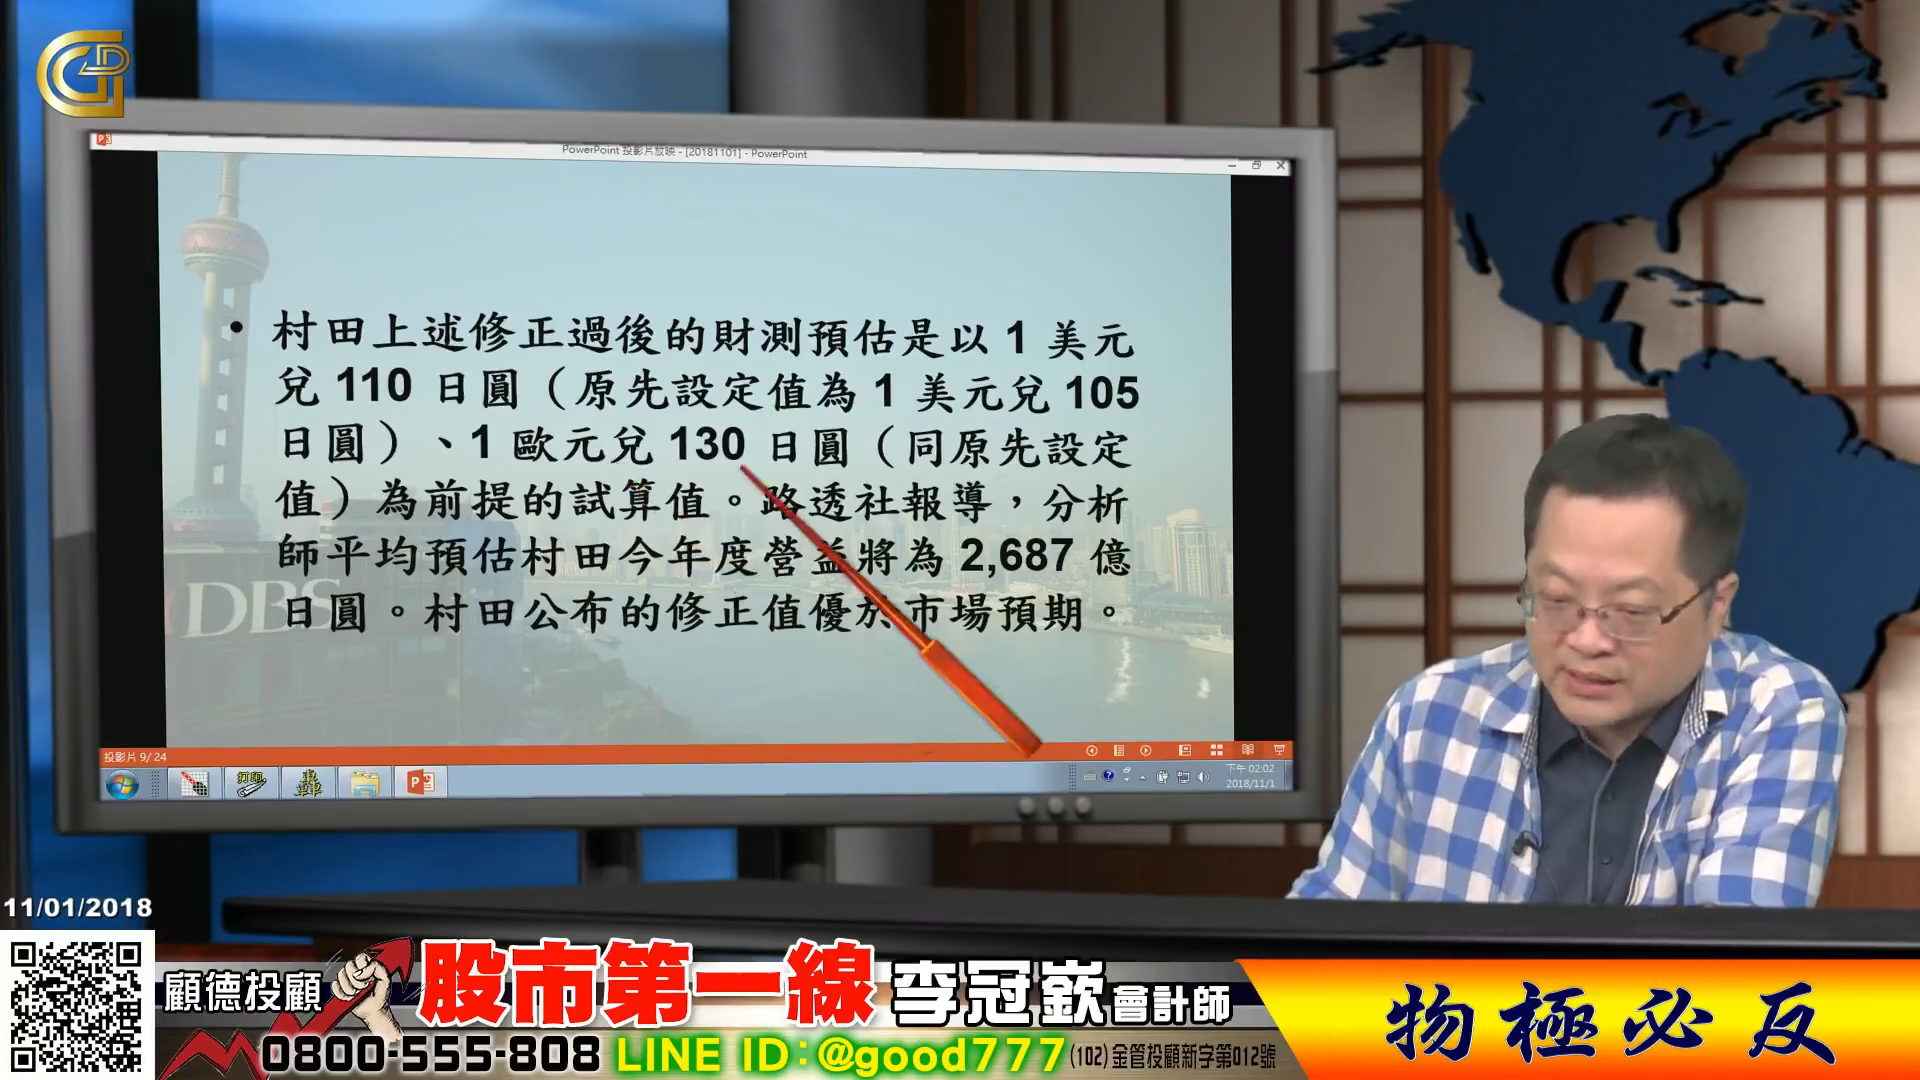 PowerPoint 投影片放映 - [20181101] - PowerPoint
• 村田上述修正過後的財測預估是以 1 美元
兌 110 日圓（原先設定值為 1 美元兌 105
日圓）、1 歐元兌 130 日圓（同原先設定
值）為前提的試算值。路透社報導，分析
師平均預估村田今年度營益將為 2,687 億
日圓。村田公布的修正值優於市場預期。
DBS
投影片 9/24
打印
下午 02:02
2018/11/1
11/01/2018
顧德投顧
股市第一線 李冠嶔會計師
0800-555-808 LINE ID:@good777 (102)金管投顧新字第012號
物極必反